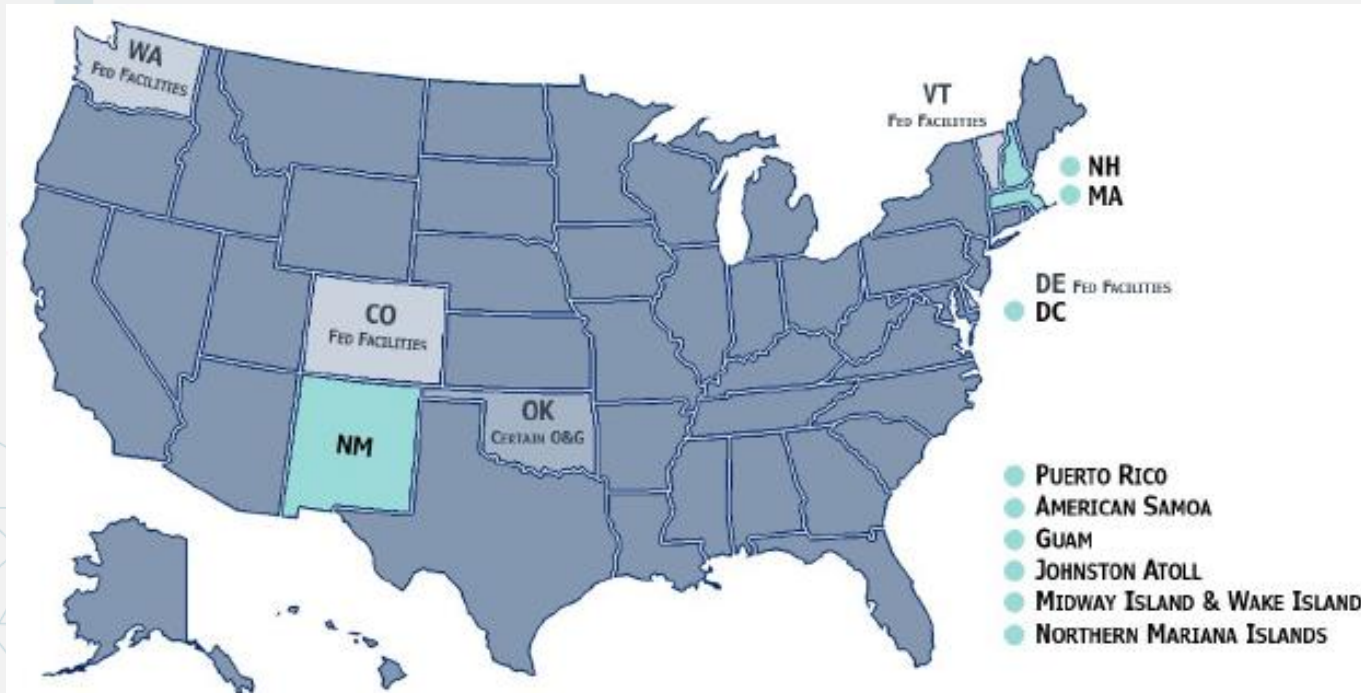 WA
FED FACILITIES
VT
FED FACILITIES
NH
MA
DE FED FACILITIES
DC
CO
FED FACILITIES
NM
OK
CERTAIN O&G
PUERTO RICO
AMERICAN SAMOA
GUAM
JOHNSTON ATOLL
MIDWAY ISLAND & WAKE ISLAND
NORTHERN MARIANA ISLANDS